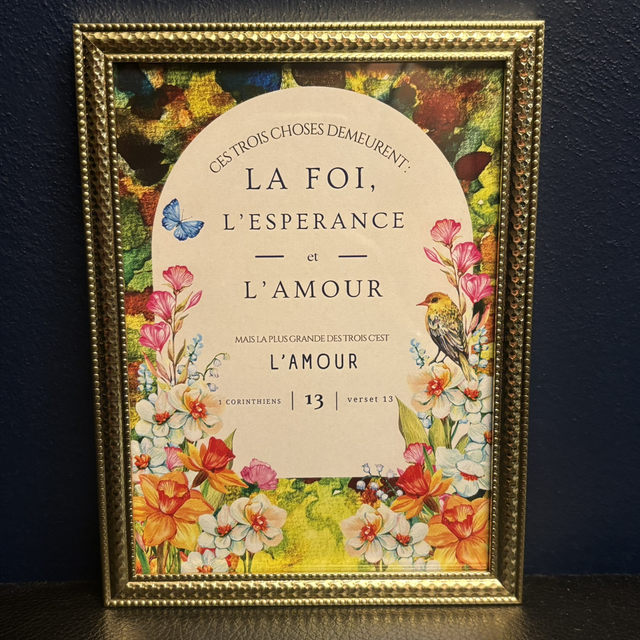 CES TROIS CHOSES DEMEURENT:
LA FOI,
L'ESPERANCE
et
L'AMOUR
MAIS LA PLUS GRANDE DES TROIS C'EST
L'AMOUR
1 CORINTHIENS | 13 | verset 13